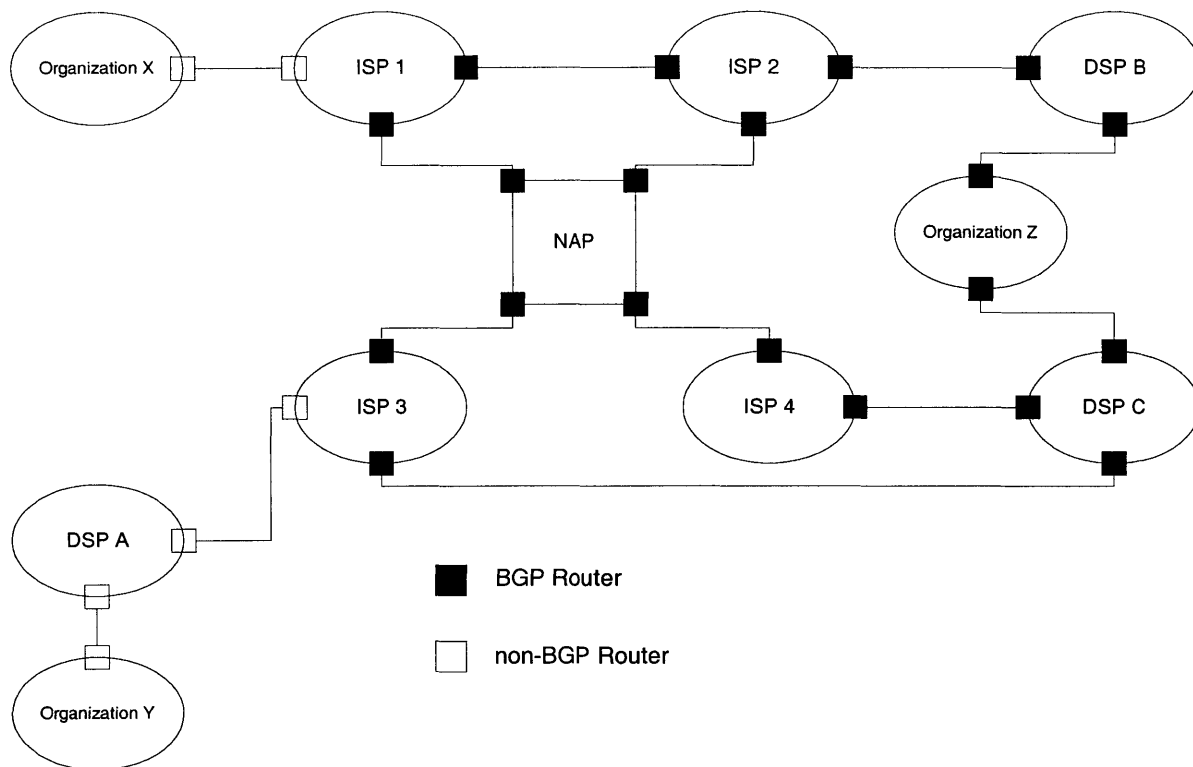 Organization X
ISP 1
ISP 2
DSP B
NAP
Organization Z
ISP 3
ISP 4
DSP C
DSP A
BGP Router
non-BGP Router
Organization Y